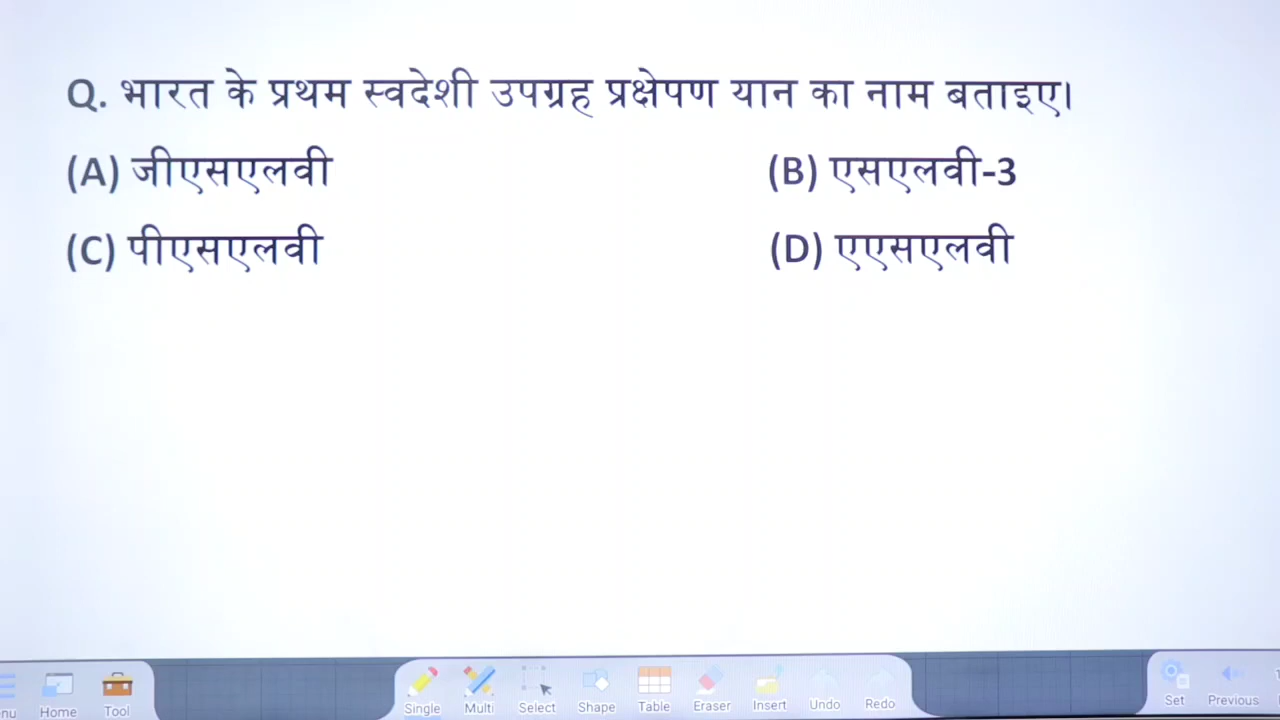 Q. भारत के प्रथम स्वदेशी उपग्रह प्रक्षेपण यान का नाम बताइए।
(A) जीएसएलवी (B) एसएलवी-3
(C) पीएसएलवी (D) एएसएलवी
Home Tool Single Multi Select Shape Table Eraser Insert Undo Redo Set Previous